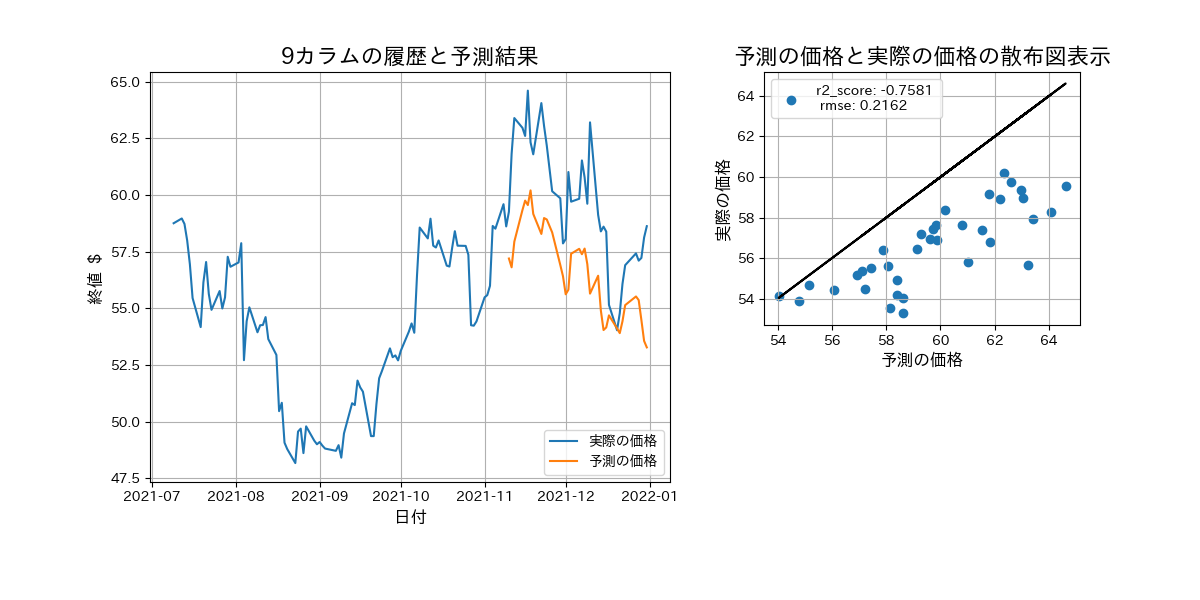 9カラムの履歴と予測結果
65.0
62.5
60.0
57.5
55.0
52.5
50.0
47.5
終値 $
2021-07 2021-08 2021-09 2021-10 2021-11 2021-12 2022-01
日付
実際の価格
予測の価格
予測の価格と実際の価格の散布図表示
r2_score: -0.7581
rmse: 0.2162
64
62
60
58
56
54
実際の価格
54 56 58 60 62 64
予測の価格